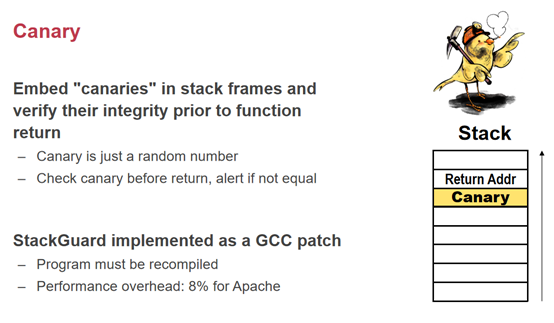 Canary
Embed "canaries" in stack frames and
verify their integrity prior to function
return
– Canary is just a random number
– Check canary before return, alert if not equal
StackGuard implemented as a GCC patch
– Program must be recompiled
– Performance overhead: 8% for Apache
Stack
Return Addr
Canary